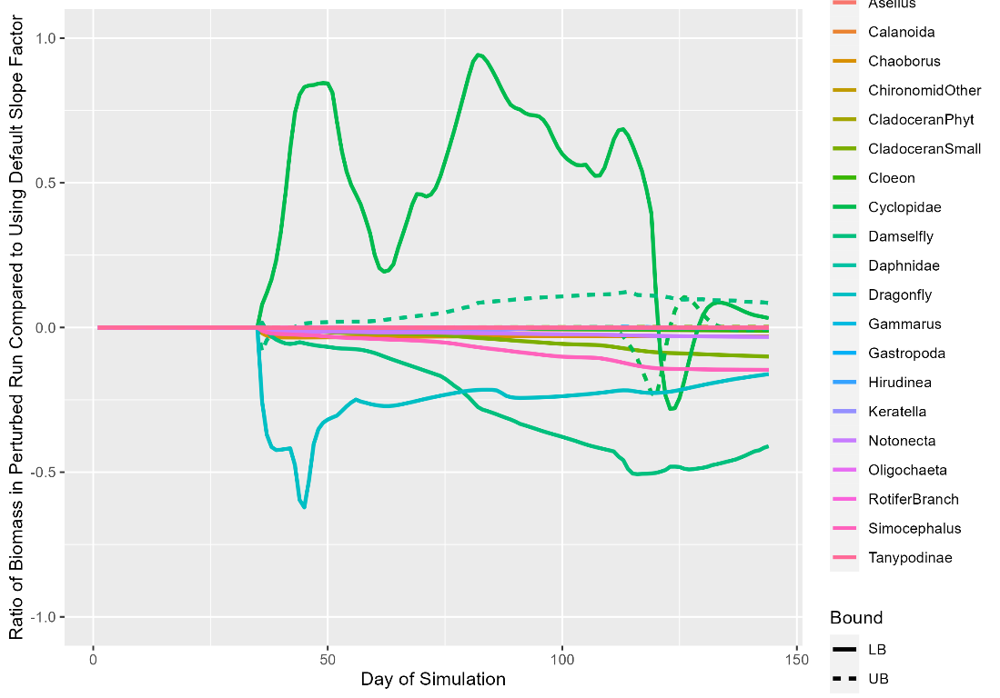 Ratio of Biomass in Perturbed Run Compared to Using Default Slope Factor
1.0
0.5
0.0
-0.5
-1.0
0
50
100
150
Day of Simulation
Asellus
Calanoida
Chaoborus
ChironomidOther
CladoceranPhyt
CladoceranSmall
Cloeon
Cyclopidae
Damselfly
Daphnidae
Dragonfly
Gammarus
Gastropoda
Hirudinea
Keratella
Notonecta
Oligochaeta
RotiferBranch
Simocephalus
Tanypodinae
Bound
LB
UB